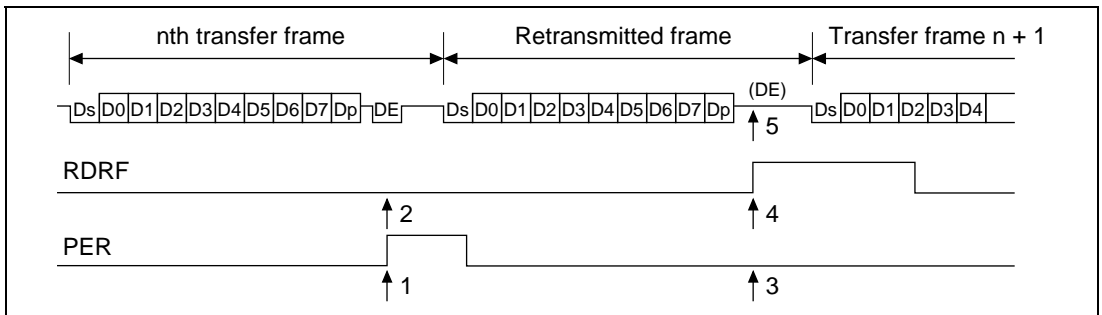 nth transfer frame Retransmitted frame Transfer frame n + 1
(DE)
Ds D0 D1 D2 D3 D4 D5 D6 D7 Dp DE Ds D0 D1 D2 D3 D4 D5 D6 D7 Dp Ds D0 D1 D2 D3 D4
5
RDRF
2 4
PER
1 3